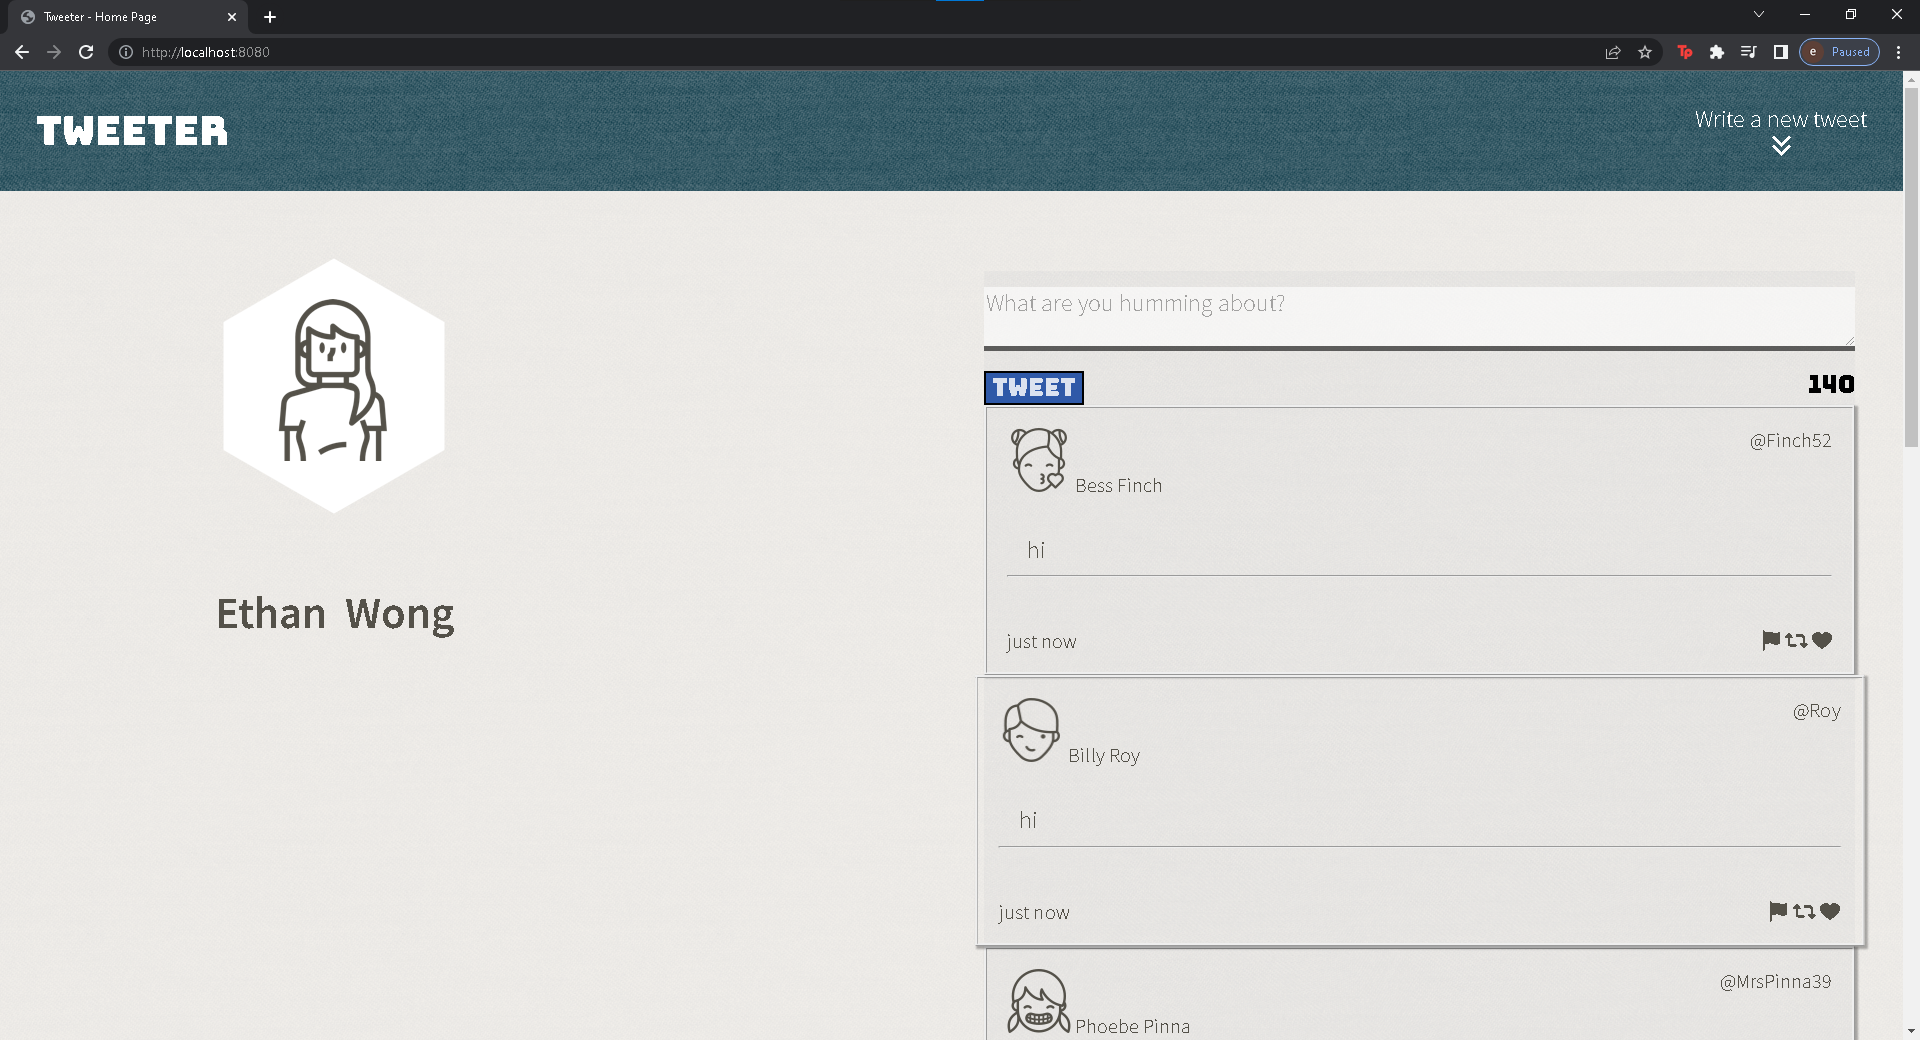 Tweeter - Home Page
http://localhost:8080
Tp
e Paused
TWEETER
Write a new tweet
What are you humming about?
TWEET
140
@Finch52
Bess Finch
hi
just now
Ethan Wong
@Roy
Billy Roy
hi
just now
@MrsPinna39
Phoebe Pinna